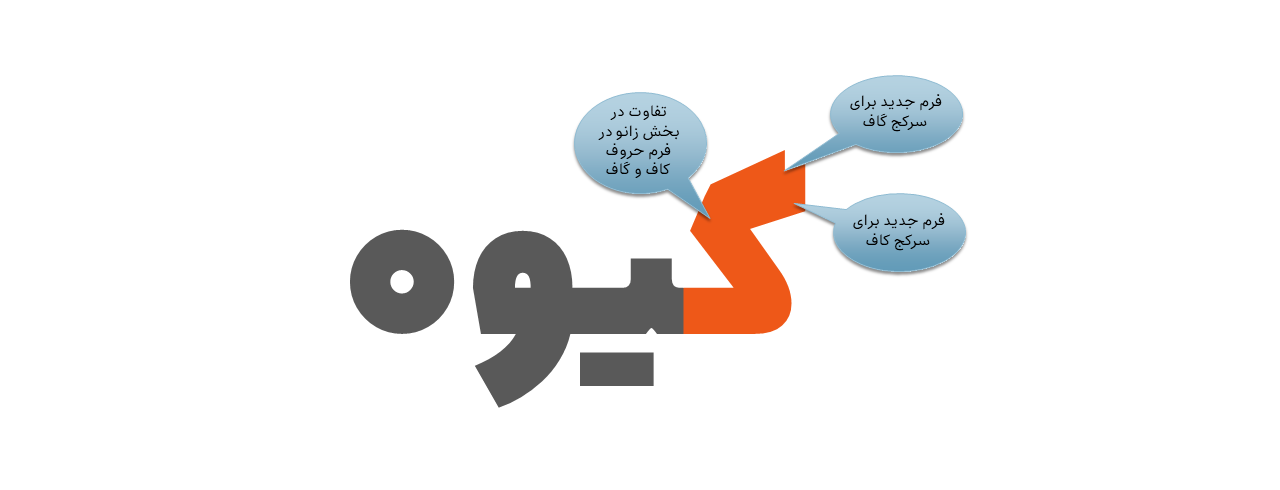 فرم جدید برای
سرکج گاف
تفاوت در
بخش زانو در
فرم حروف
کاف و گاف
فرم جدید برای
سرکج کاف
گیوه